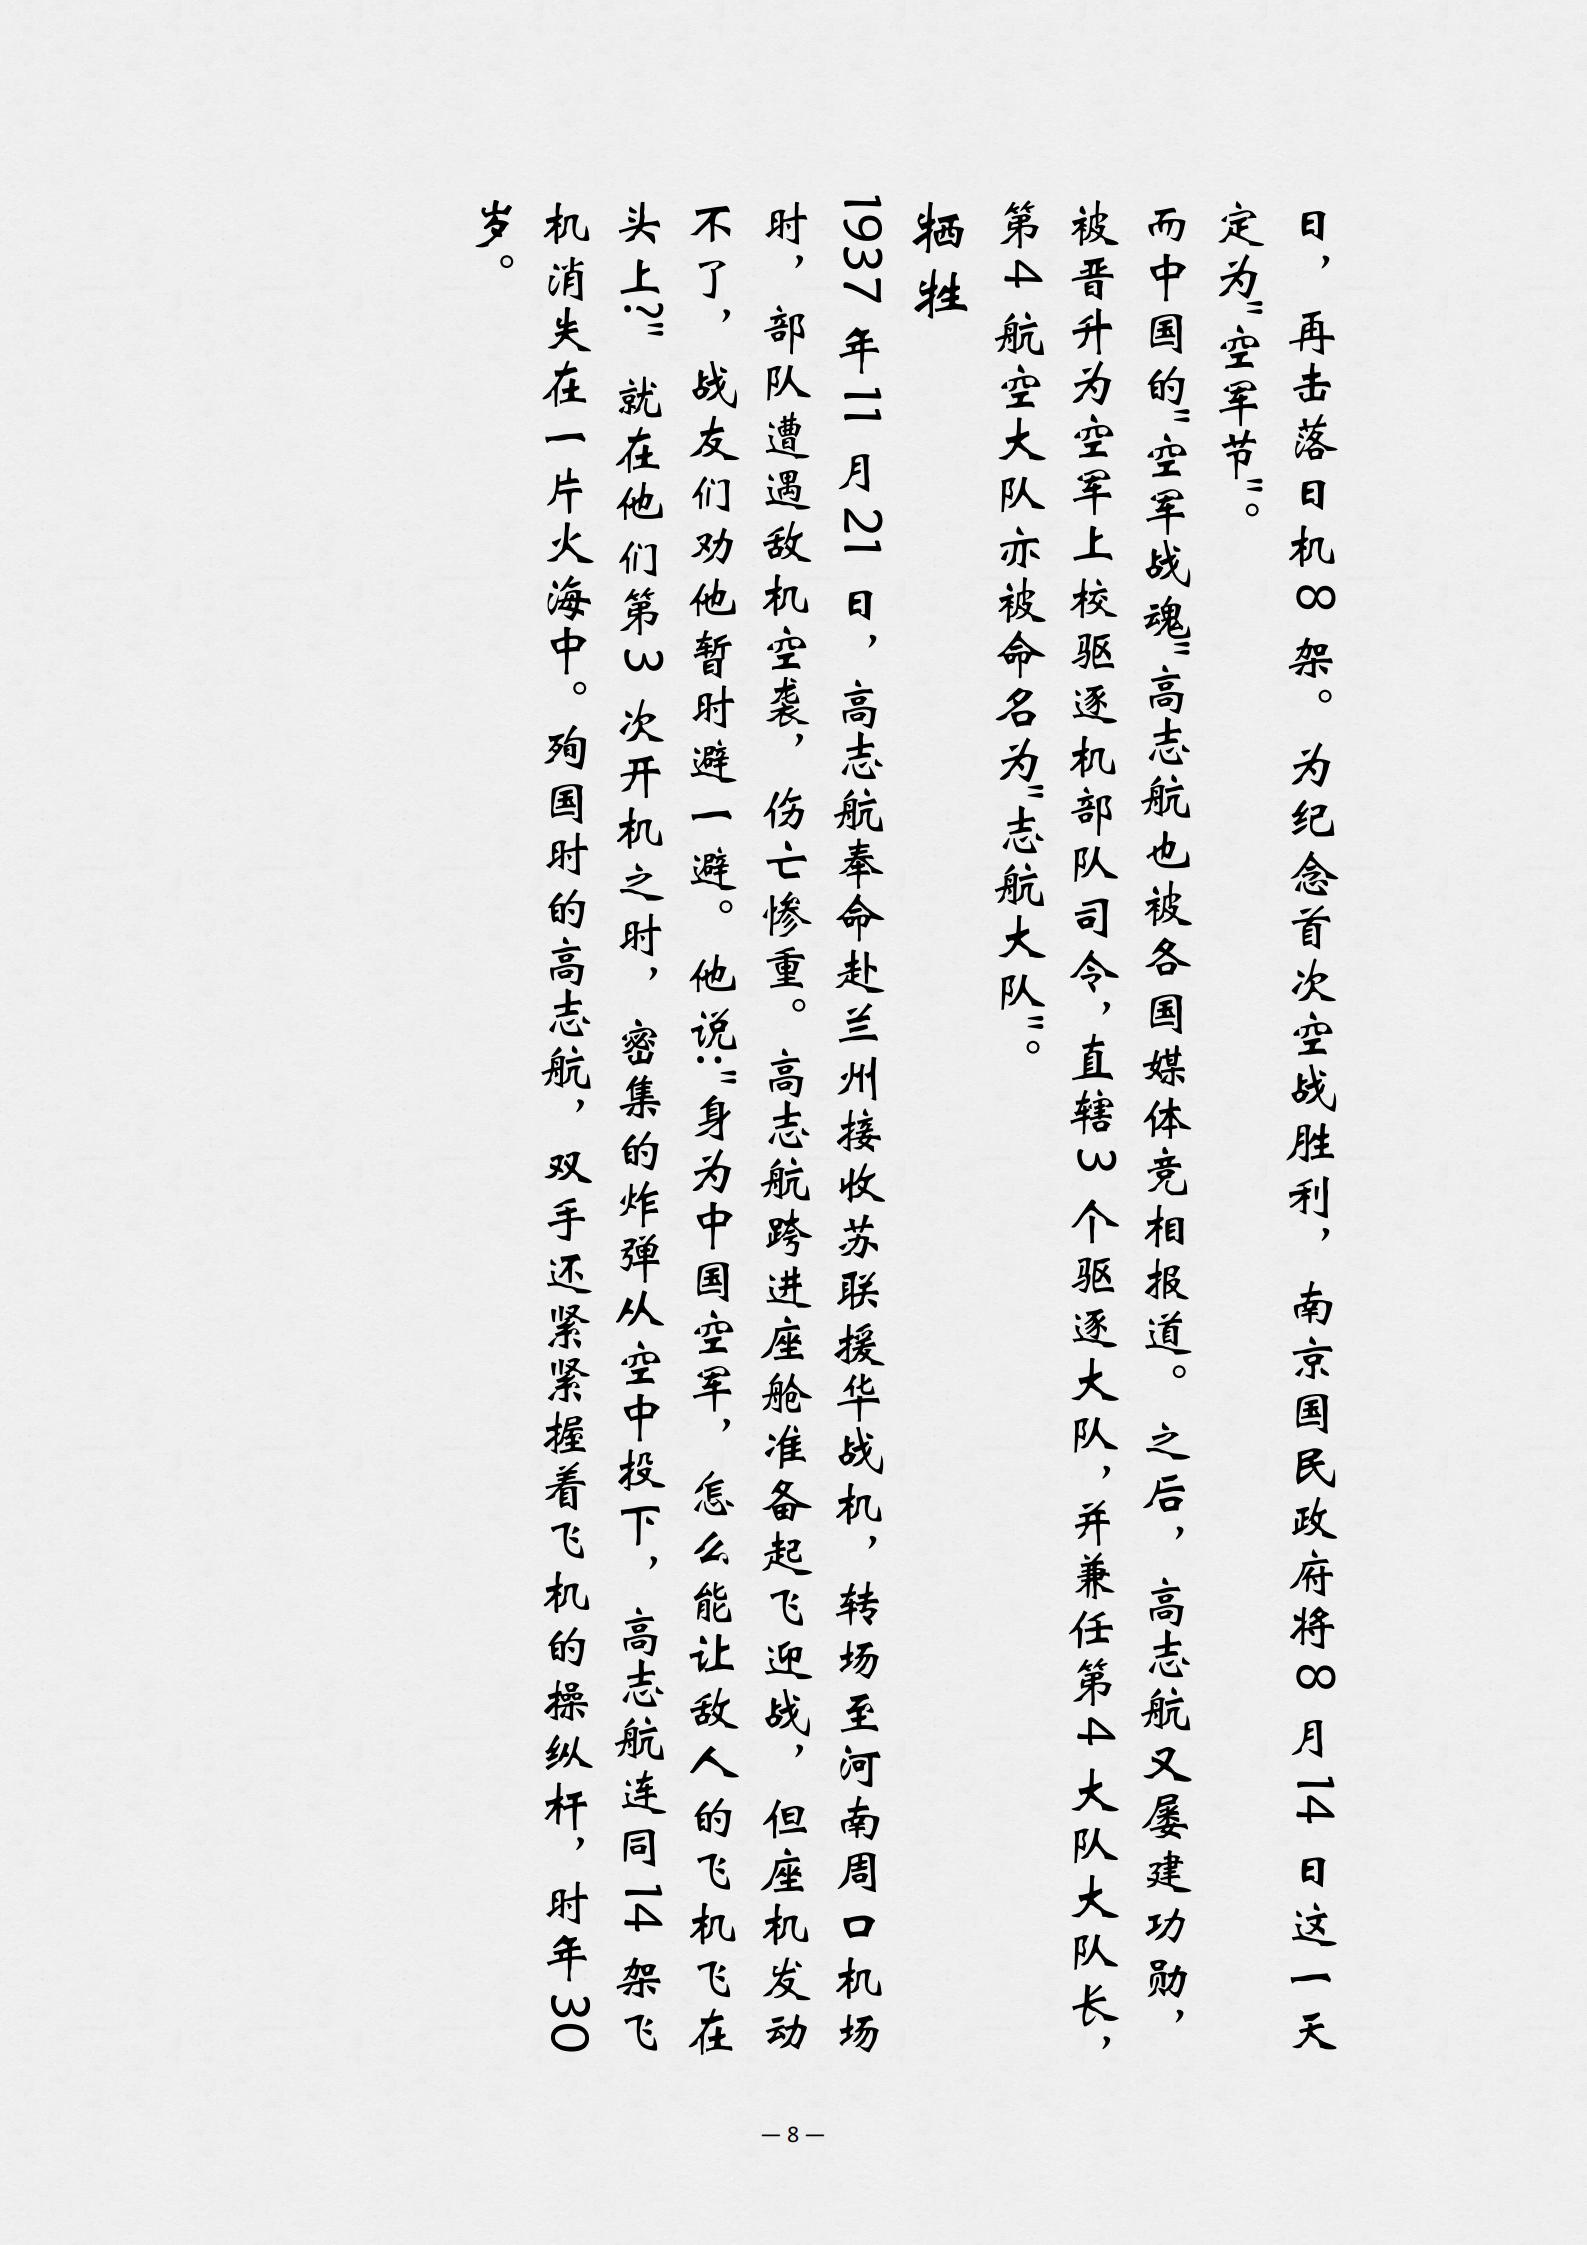 日，再击落日机8架。为纪念首次空战胜利，南京国民政府将8月14日这一天
定为"空军节"。
而中国的"空军战魂"高志航也被各国媒体竞相报道。之后，高志航又屡建功勋，
被晋升为空军上校驱逐机部队司令，直辖3个驱逐大队，并兼任第4大队大队长，
第4航空大队亦被命名为"志航大队"。
牺牲
1937年11月21日，高志航奉命赴兰州接收苏联援华战机，转场至河南周口机场
时，部队遭遇敌机空袭，伤亡惨重。高志航跨进座舱准备起飞迎战，但座机发动
不了，战友们劝他暂时避一避。他说："身为中国空军，怎么能让敌人的飞机飞在
头上?"就在他们第3次开机之时，密集的炸弹从空中投下，高志航连同14架飞
机消失在一片火海中。殉国时的高志航，双手还紧紧握着飞机的操纵杆，时年30
岁。
— 8 —